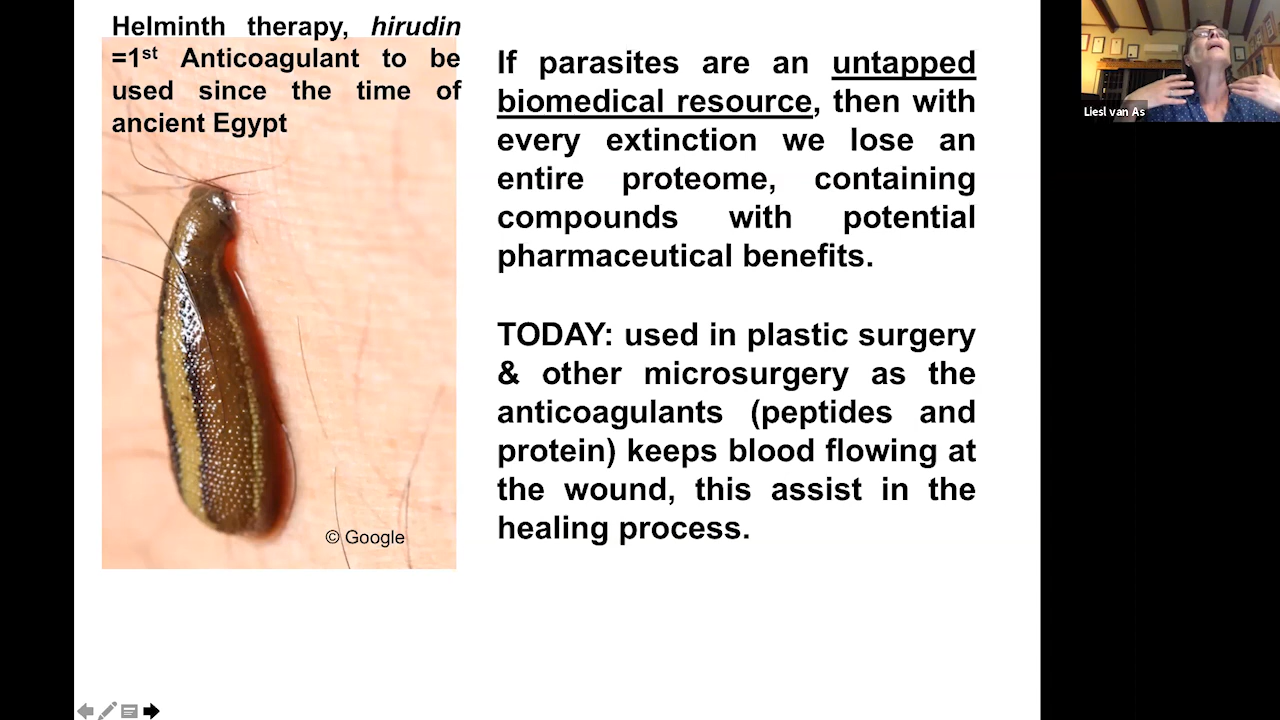 Helminth therapy, hirudin
=1st Anticoagulant to be
used since the time of
ancient Egypt
If parasites are an untapped
biomedical resource, then with
every extinction we lose an
entire proteome, containing
compounds with potential
pharmaceutical benefits.
TODAY: used in plastic surgery
& other microsurgery as the
anticoagulants (peptides and
protein) keeps blood flowing at
the wound, this assist in the
healing process.
© Google
Liesl van As